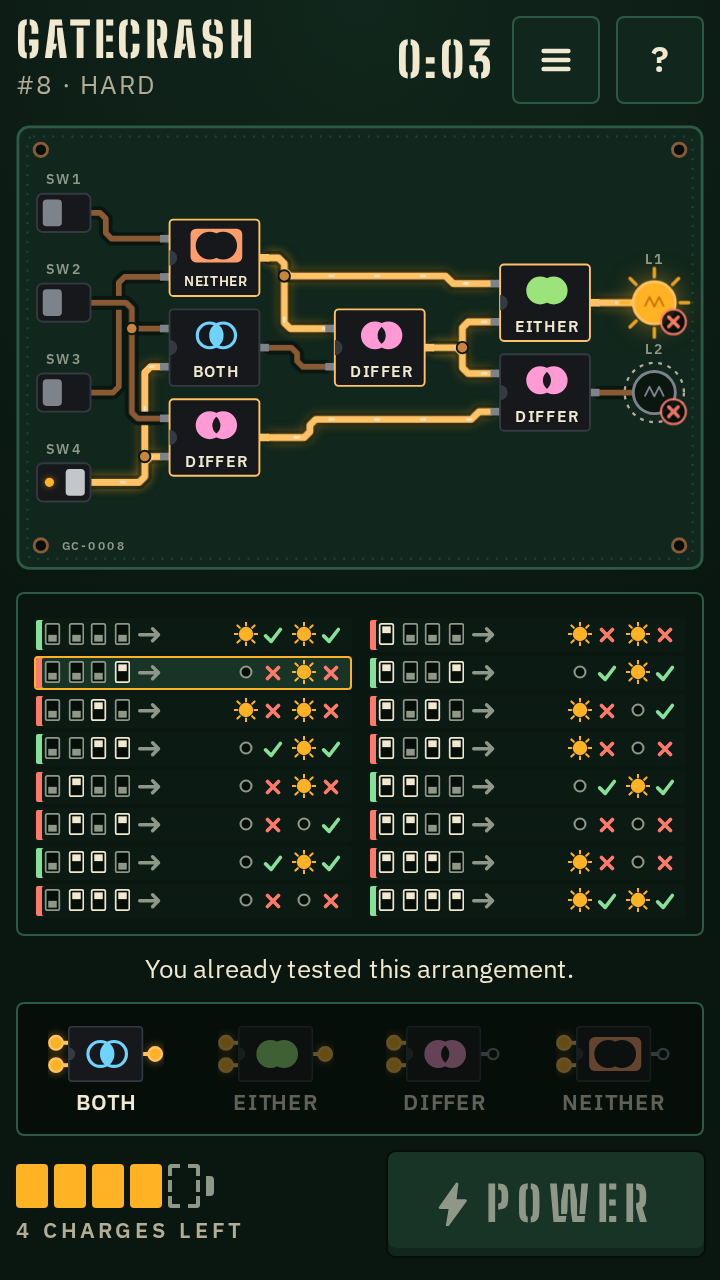 GATECRASH
#8 · HARD
0:03
?
SW1
SW2
SW3
SW4
NEITHER
BOTH
DIFFER
DIFFER
EITHER
DIFFER
L1
L2
GC-0008
You already tested this arrangement.
BOTH
EITHER
DIFFER
NEITHER
4 CHARGES LEFT
POWER